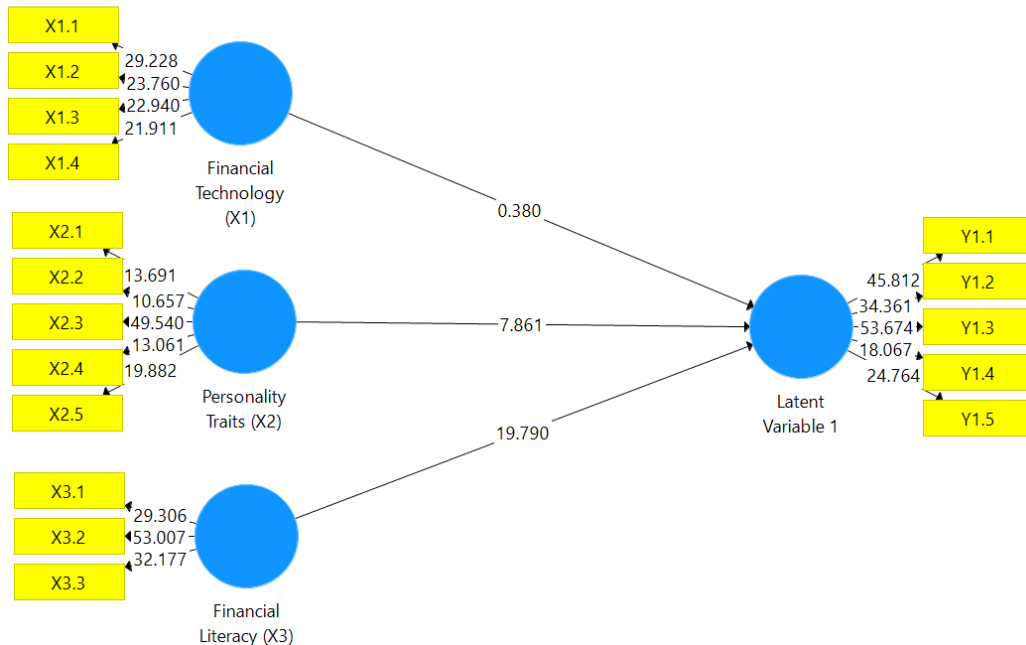 X1.1
X1.2
X1.3
X1.4
29.228
23.760
22.940
21.911
Financial
Technology
(X1)
0.380
X2.1
X2.2
X2.3
X2.4
X2.5
13.691
10.657
49.540
13.061
19.882
Personality
Traits (X2)
7.861
X3.1
X3.2
X3.3
29.306
53.007
32.177
Financial
Literacy (X3)
19.790
Latent
Variable 1
45.812
34.361
53.674
18.067
24.764
Y1.1
Y1.2
Y1.3
Y1.4
Y1.5